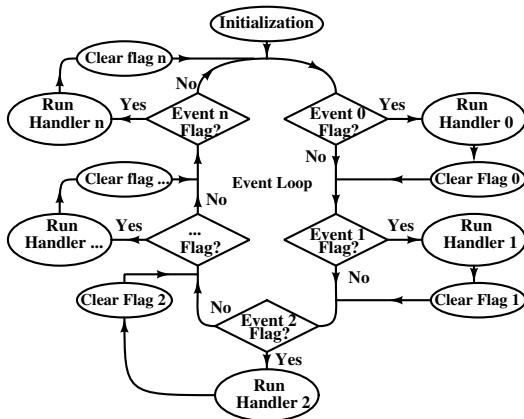 Initialization
Clear flag n
No
Run
Handler n
Yes
Event n
Flag?
Event 0
Flag?
Yes
Run
Handler 0
No
Clear flag ...
Event Loop
Clear Flag 0
No
Run
Handler ...
Yes
...
Flag?
Event 1
Flag?
Yes
Run
Handler 1
No
Clear Flag 2
No
Event 2
Flag?
Clear Flag 1
Yes
Run
Handler 2